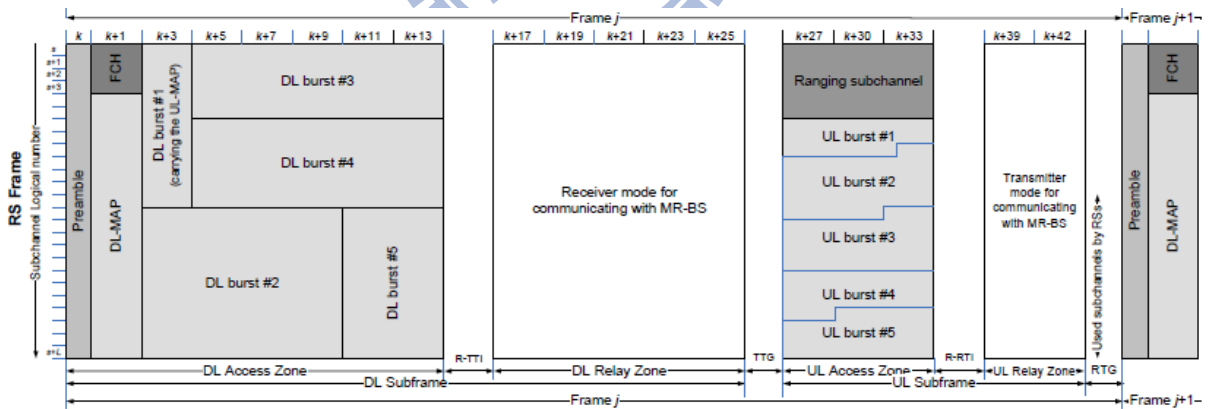 Frame j
Frame j+1
k
k+1
k+3
k+5
k+7
k+9
k+11
k+13
k+17
k+19
k+21
k+23
k+25
k+27
k+30
k+33
k+39
k+42
RS Frame
Subchannel Logical number
s
s+1
s+2
s+3
s+L
Preamble
FCH
DL-MAP
DL burst #1
(carrying the UL-MAP)
DL burst #3
DL burst #4
DL burst #2
DL burst #5
Receiver mode for
communicating with MR-BS
Ranging subchannel
UL burst #1
UL burst #2
UL burst #3
UL burst #4
UL burst #5
Transmitter
mode for
communicating
with MR-BS
Used subchannels by RSs
Preamble
FCH
DL-MAP
DL Access Zone
R-TTI
DL Relay Zone
TTG
UL Access Zone
R-RTI
UL Relay Zone
RTG
DL Subframe
UL Subframe
Frame j
Frame j+1